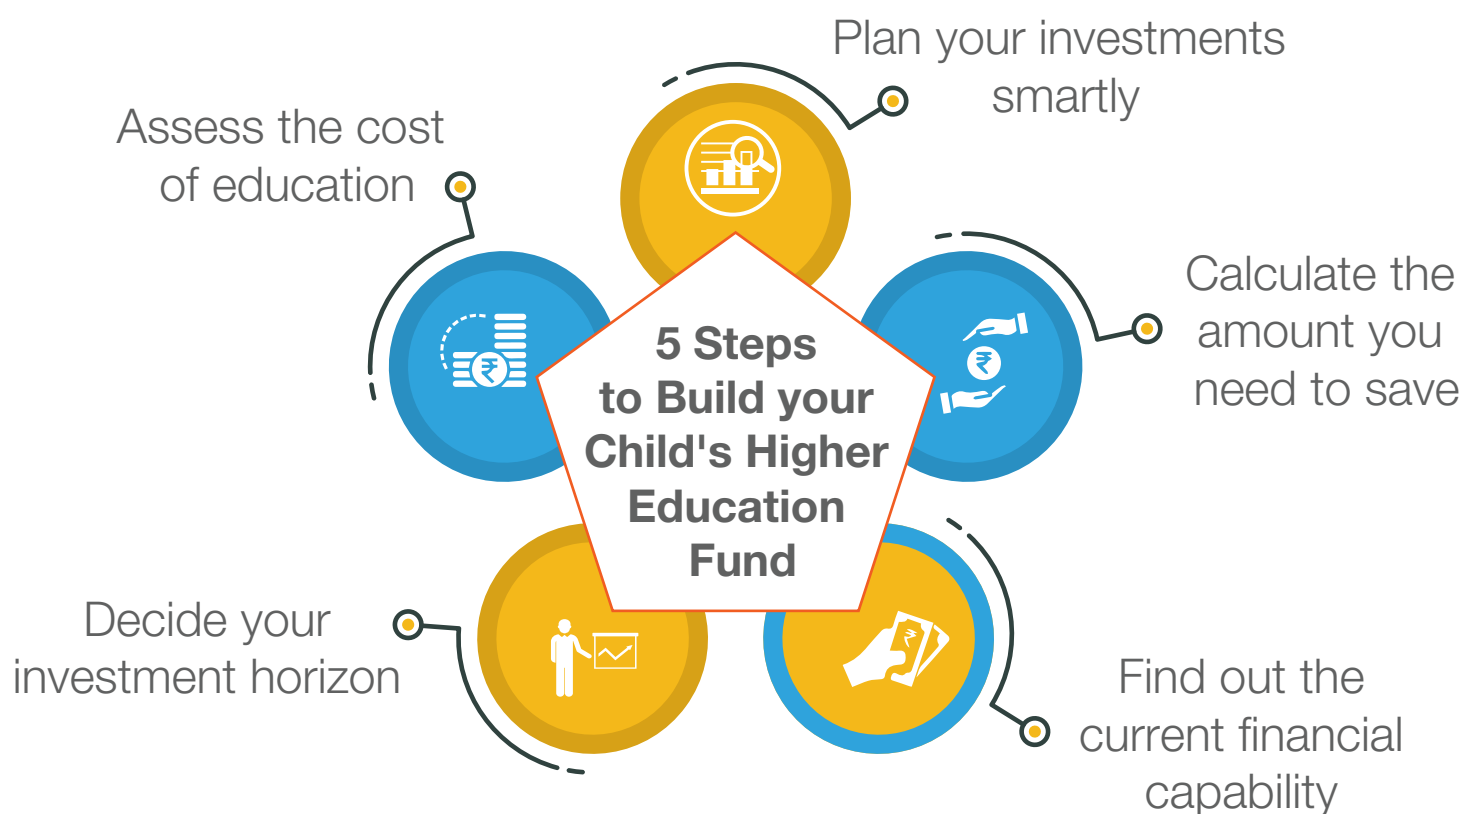 Plan your investments
smartly
Assess the cost
of education
Calculate the
amount you
need to save
5 Steps
to Build your
Child's Higher
Education
Fund
Decide your
investment horizon
Find out the
current financial
capability
₹
₹
₹